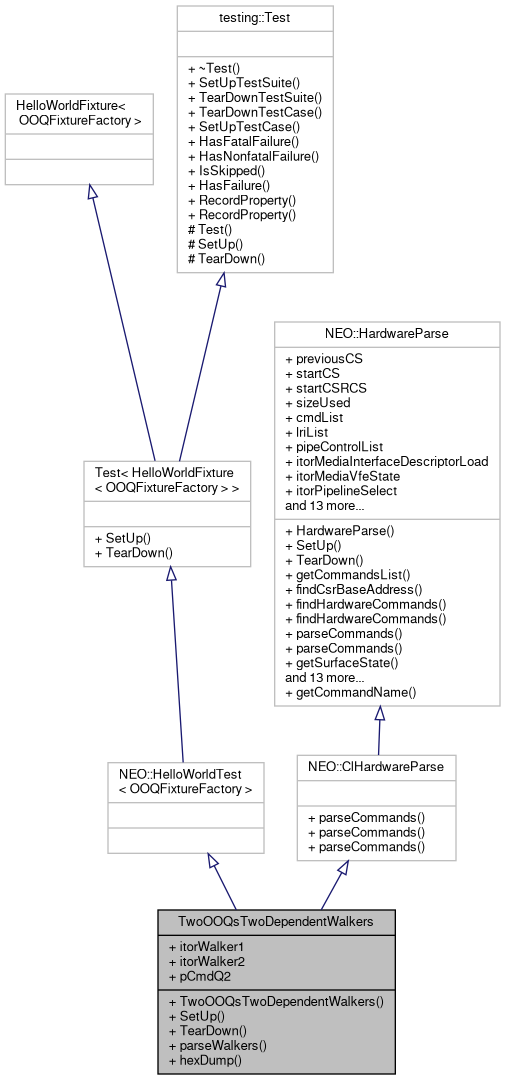 testing::Test
+ ~Test()
+ SetUpTestSuite()
+ TearDownTestSuite()
+ TearDownTestCase()
+ SetUpTestCase()
+ HasFatalFailure()
+ HasNonfatalFailure()
+ IsSkipped()
+ HasFailure()
+ RecordProperty()
+ RecordProperty()
# Test()
# SetUp()
# TearDown()
HelloWorldFixture<
OOQFixtureFactory >
NEO::HardwareParse
+ previousCS
+ startCS
+ startCSRCS
+ sizeUsed
+ cmdList
+ lriList
+ pipeControlList
+ itorMediaInterfaceDescriptorLoad
+ itorMediaVfeState
+ itorPipelineSelect
and 13 more...
+ HardwareParse()
+ SetUp()
+ TearDown()
+ getCommandsList()
+ findCsrBaseAddress()
+ findHardwareCommands()
+ findHardwareCommands()
+ parseCommands()
+ parseCommands()
+ getSurfaceState()
and 13 more...
+ getCommandName()
Test< HelloWorldFixture
< OOQFixtureFactory > >
+ SetUp()
+ TearDown()
NEO::HelloWorldTest
< OOQFixtureFactory >
NEO::ClHardwareParse
+ parseCommands()
+ parseCommands()
+ parseCommands()
TwoOOQsTwoDependentWalkers
+ itorWalker1
+ itorWalker2
+ pCmdQ2
+ TwoOOQsTwoDependentWalkers()
+ SetUp()
+ TearDown()
+ parseWalkers()
+ hexDump()